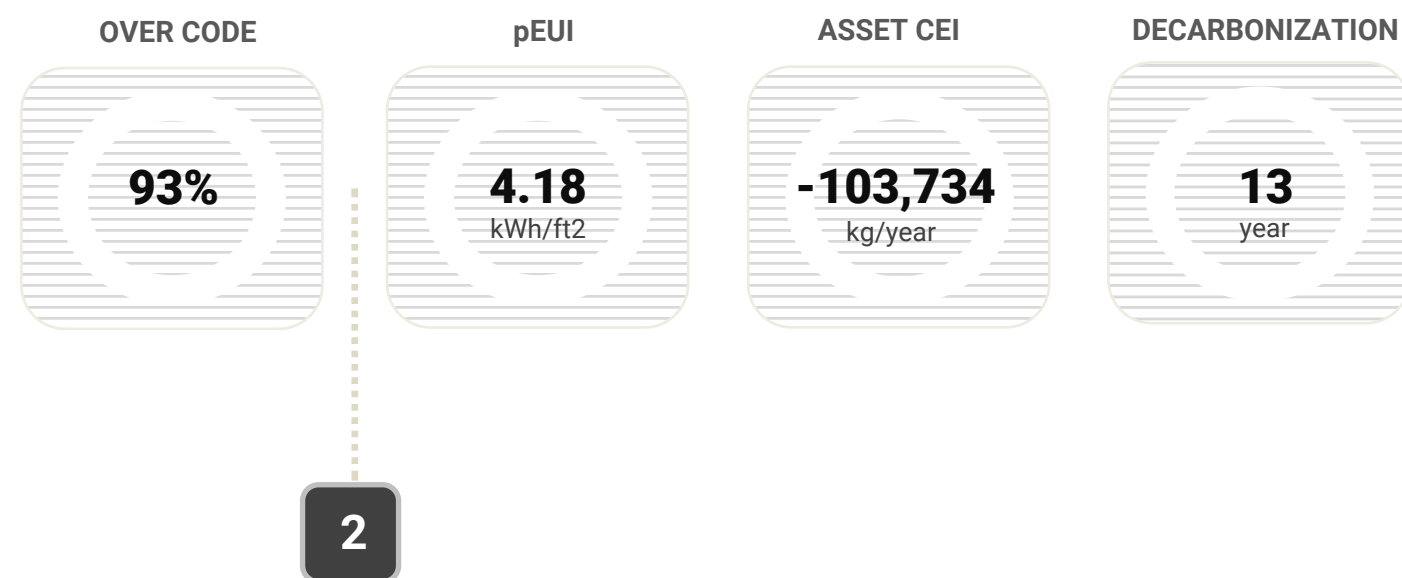 OVER CODE
93%
pEUI
4.18
kWh/ft2
ASSET CEI
-103,734
kg/year
DECARBONIZATION
13
year
2